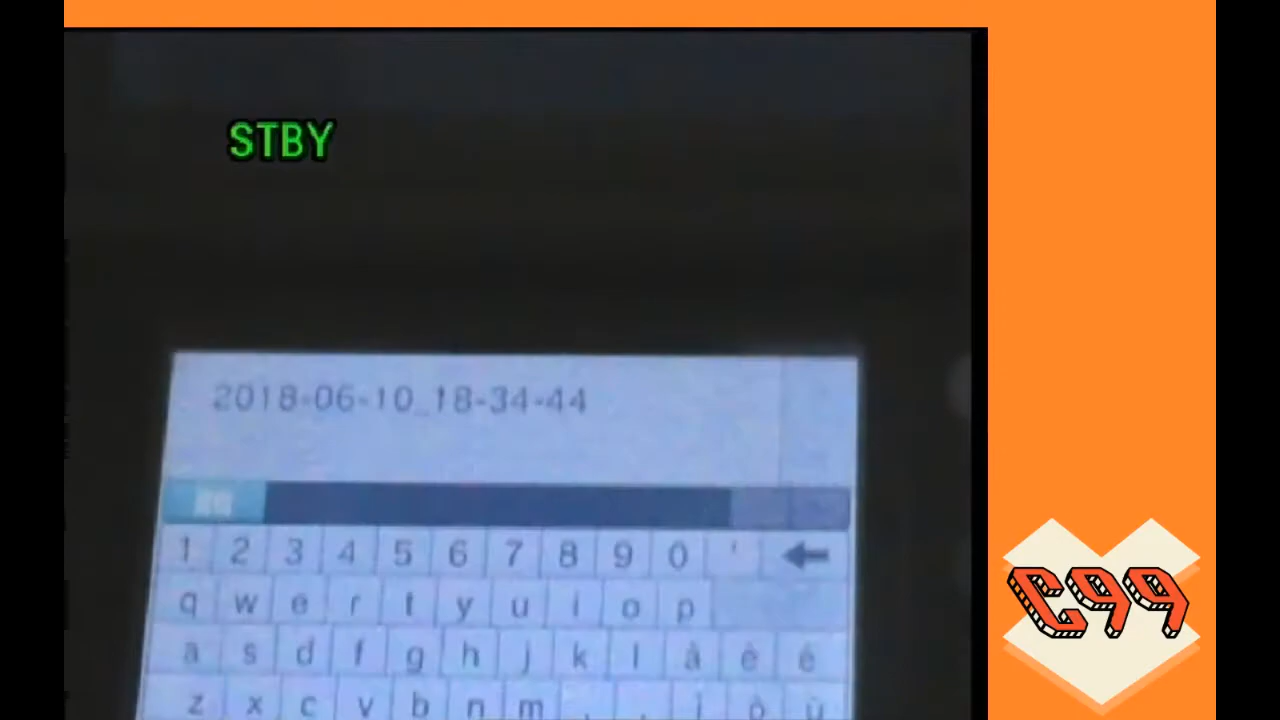 STBY
2018-06-10_18-34-44
1 2 3 4 5 6 7 8 9 0 ' ←
q w e r t y u i o p
a s d f g h j k l à è é
z x c v b n m , . ì ò ù
C99